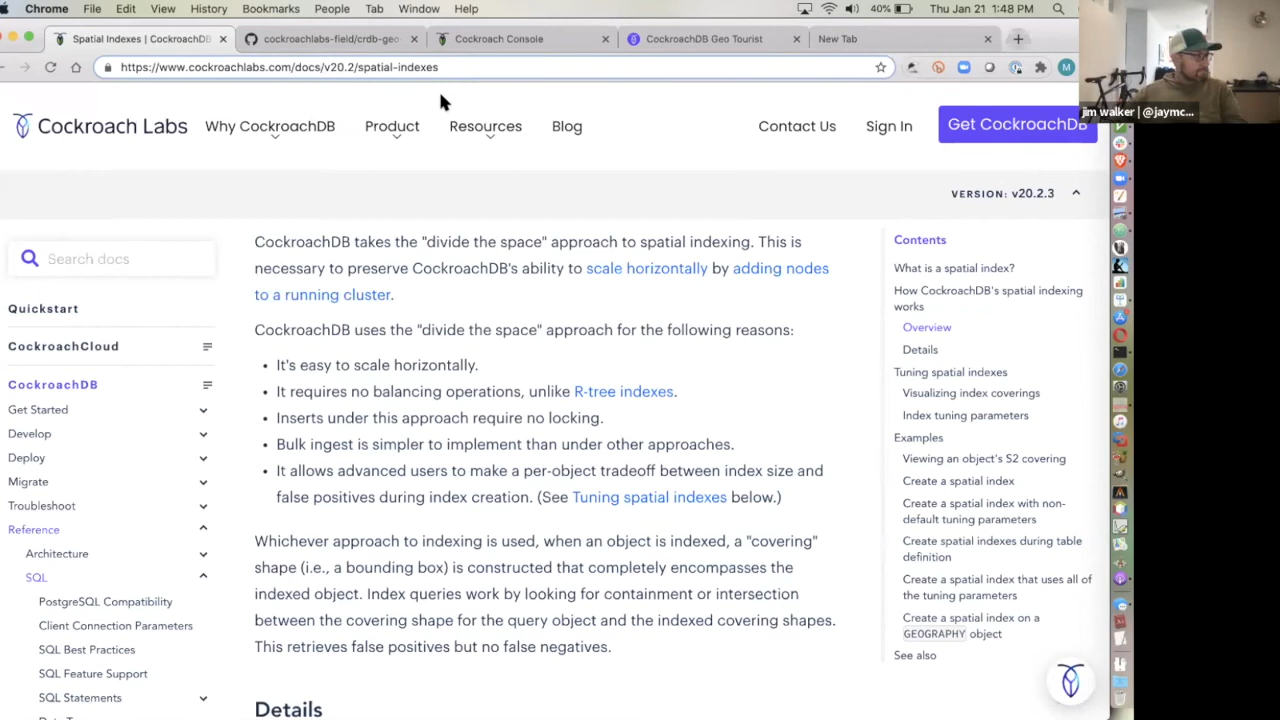 Chrome File Edit View History Bookmarks People Tab Window Help 40% Thu Jan 21 1:48 PM
Spatial Indexes | CockroachDB cockroachlabs-field/crdb-geo Cockroach Console CockroachDB Geo Tourist New Tab
https://www.cockroachlabs.com/docs/v20.2/spatial-indexes
M
jim walker | @jaymc...
Cockroach Labs Why CockroachDB Product Resources Blog Contact Us Sign In Get CockroachDB
VERSION: v20.2.3
Search docs
Quickstart
CockroachCloud
CockroachDB
Get Started
Develop
Deploy
Migrate
Troubleshoot
Reference
Architecture
SQL
PostgreSQL Compatibility
Client Connection Parameters
SQL Best Practices
SQL Feature Support
SQL Statements
CockroachDB takes the "divide the space" approach to spatial indexing. This is
necessary to preserve CockroachDB's ability to scale horizontally by adding nodes
to a running cluster.
CockroachDB uses the "divide the space" approach for the following reasons:
• It's easy to scale horizontally.
• It requires no balancing operations, unlike R-tree indexes.
• Inserts under this approach require no locking.
• Bulk ingest is simpler to implement than under other approaches.
• It allows advanced users to make a per-object tradeoff between index size and
false positives during index creation. (See Tuning spatial indexes below.)
Whichever approach to indexing is used, when an object is indexed, a "covering"
shape (i.e., a bounding box) is constructed that completely encompasses the
indexed object. Index queries work by looking for containment or intersection
between the covering shape for the query object and the indexed covering shapes.
This retrieves false positives but no false negatives.
Details
Contents
What is a spatial index?
How CockroachDB's spatial indexing
works
Overview
Details
Tuning spatial indexes
Visualizing index coverings
Index tuning parameters
Examples
Viewing an object's S2 covering
Create a spatial index
Create a spatial index with non-
default tuning parameters
Create spatial indexes during table
definition
Create a spatial index that uses all of
the tuning parameters
Create a spatial index on a
GEOGRAPHY object
See also